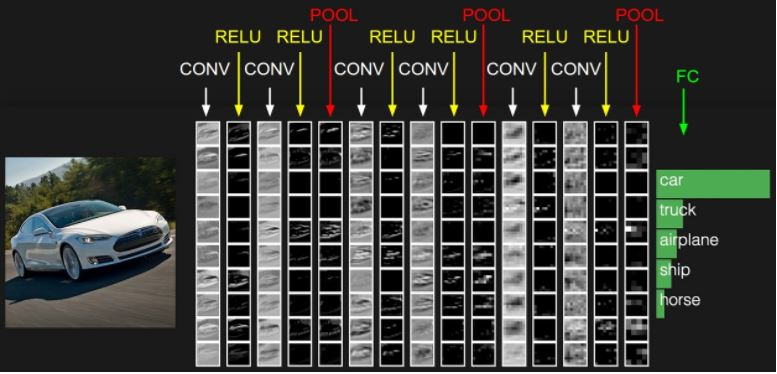 POOL POOL POOL
RELU RELU RELU RELU RELU RELU
CONV CONV CONV CONV CONV CONV
FC
car
truck
airplane
ship
horse